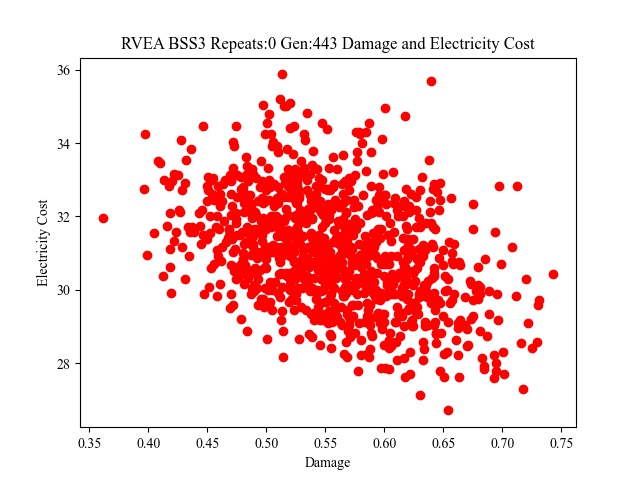 RVEA BSS3 Repeats:0 Gen:443 Damage and Electricity Cost
36
34
32
30
28
Electricity Cost
0.35 0.40 0.45 0.50 0.55 0.60 0.65 0.70 0.75
Damage